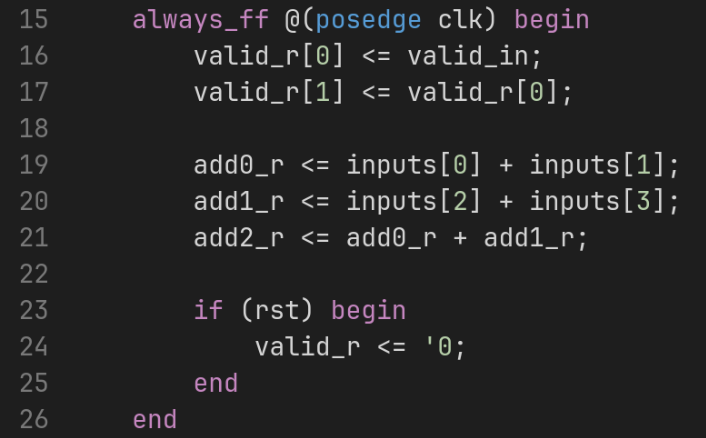 15 always_ff @(posedge clk) begin
16 valid_r[0] <= valid_in;
17 valid_r[1] <= valid_r[0];
18
19 add0_r <= inputs[0] + inputs[1];
20 add1_r <= inputs[2] + inputs[3];
21 add2_r <= add0_r + add1_r;
22
23 if (rst) begin
24 valid_r <= '0;
25 end
26 end